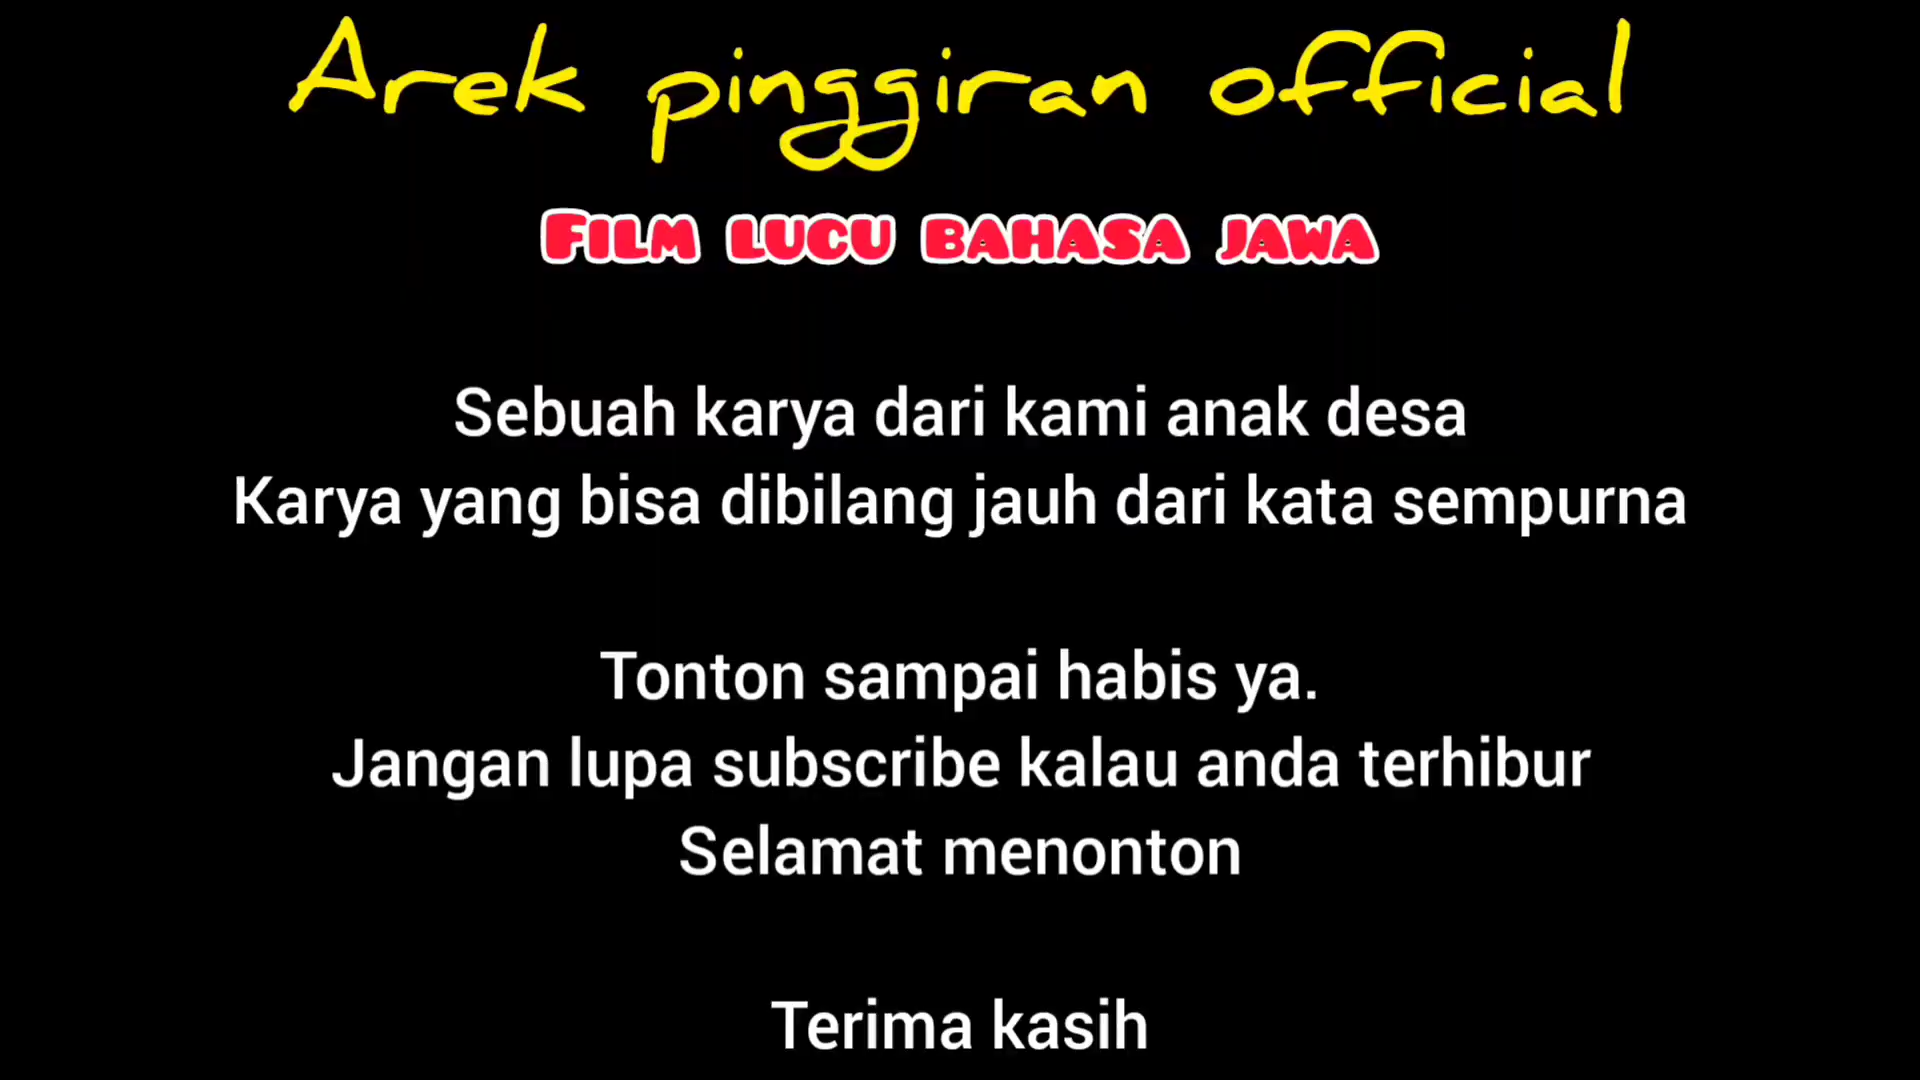 Arek pinggiran official
FILM LUCU BAHASA JAWA
Sebuah karya dari kami anak desa
Karya yang bisa dibilang jauh dari kata sempurna
Tonton sampai habis ya.
Jangan lupa subscribe kalau anda terhibur
Selamat menonton
Terima kasih